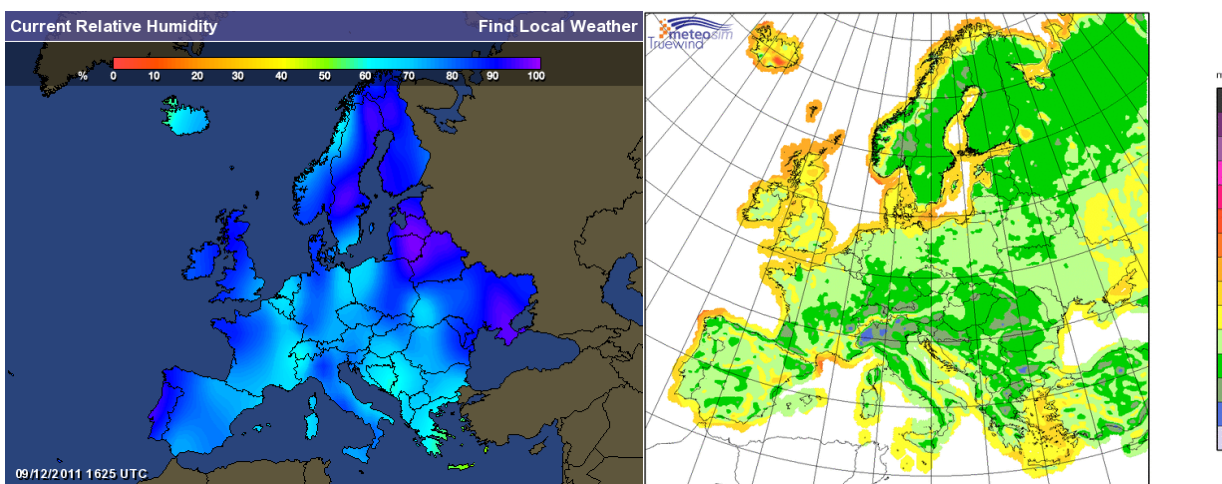 Current Relative Humidity Find Local Weather
% 0 10 20 30 40 50 60 70 80 90 100
09/12/2011 1625 UTC
meteosim
Truewind